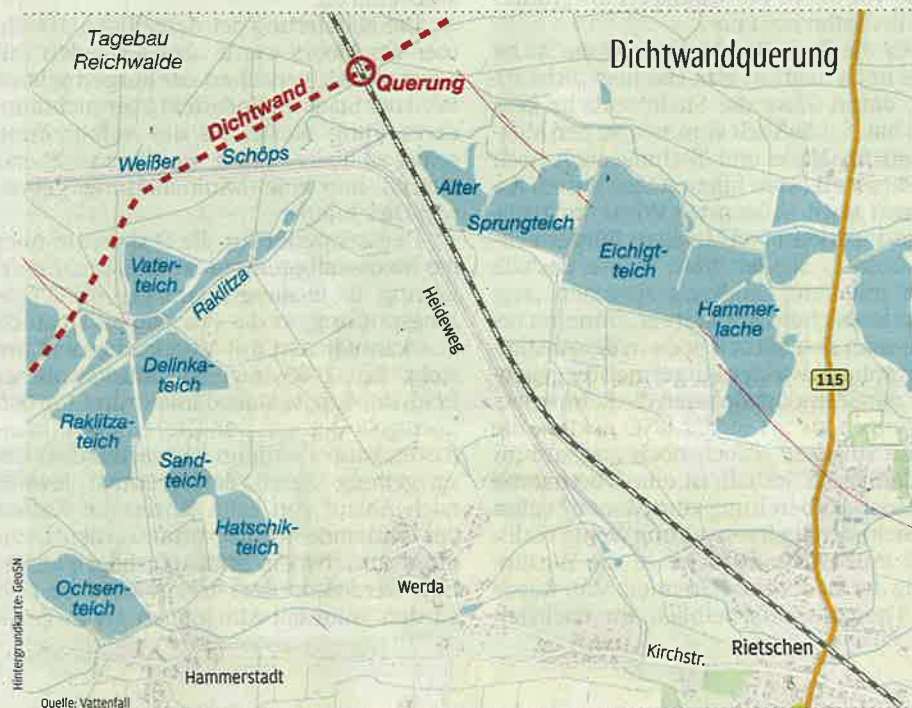 Tagebau
Reichwalde
Dichtwandquerung
Querung
Dichtwand
Weißer Schöps
Alter
Sprungteich
Eichigt-
teich
Vater-
teich
Raklitza
Heideweg
Hammer-
lache
Delinka-
teich
115
Raklitza-
teich
Sand-
teich
Hatschik-
teich
Ochsen-
teich
Werda
Kirchstr.
Rietschen
Hammerstadt
Hintergrundkarte: GeoSN
Quelle: Vattenfall